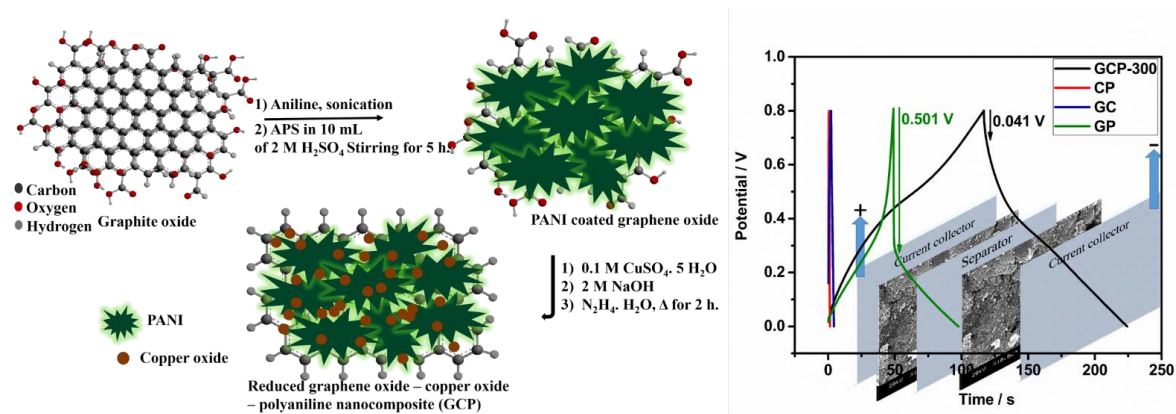 1) Aniline, sonication
2) APS in 10 mL
of 2 M H₂SO₄ Stirring for 5 h.
Carbon
Oxygen
Hydrogen
Graphite oxide
PANI coated graphene oxide
1) 0.1 M CuSO₄. 5 H₂O
2) 2 M NaOH
3) N₂H₄. H₂O, Δ for 2 h.
PANI
Copper oxide
Reduced graphene oxide – copper oxide
– polyaniline nanocomposite (GCP)
GCP-300
CP
GC
GP
0.501 V
0.041 V
+
-
Current collector
Separator
Current collector
Potential / V
1.0
0.8
0.6
0.4
0.2
0.0
0
50
100
150
200
250
Time / s
20kU
20kU